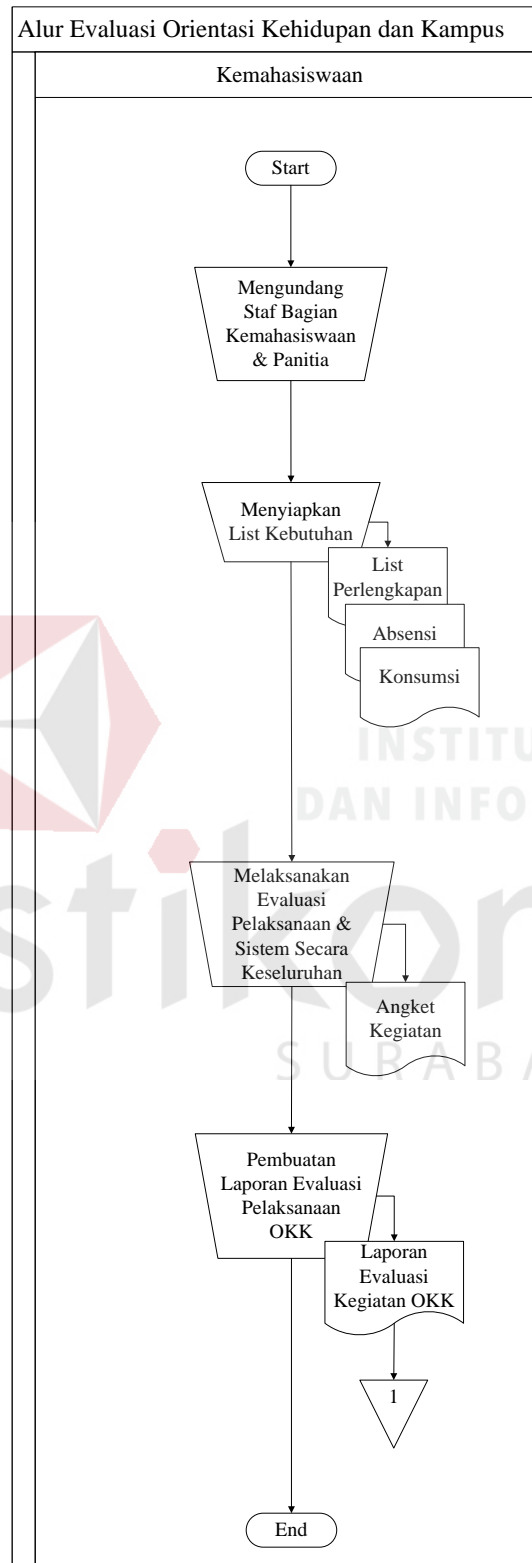 Alur Evaluasi Orientasi Kehidupan dan Kampus
Kemahasiswaan
Start
Mengundang
Staf Bagian
Kemahasiswaan
& Panitia
Menyiapkan
List Kebutuhan
List
Perlengkapan
Absensi
Konsumsi
INSTITU
DAN INFO
Melaksanakan
Evaluasi
Pelaksanaan &
Sistem Secara
Keseluruhan
stikom
Angket
Kegiatan
SURABA
Pembuatan
Laporan Evaluasi
Pelaksanaan
OKK
Laporan
Evaluasi
Kegiatan OKK
1
End